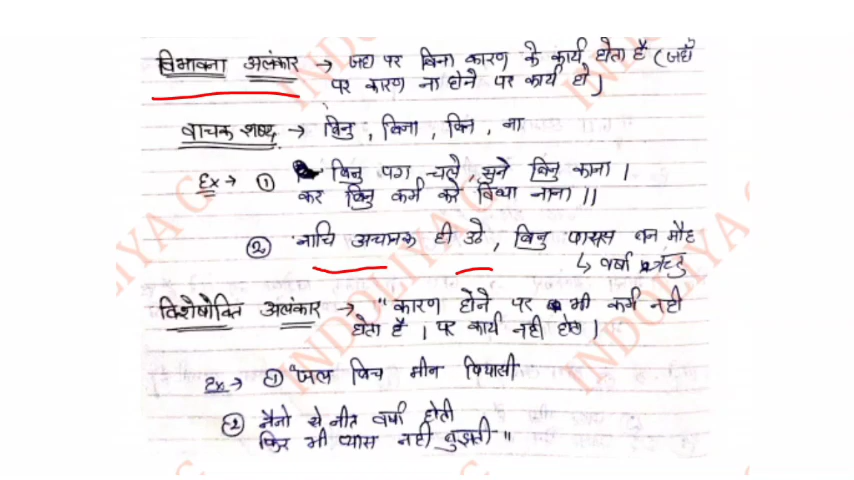 विभावना अलंकार → जहा पर बिना कारण के कार्य होता है (जहाँ
पर कारण ना होने पर कार्य हो)
वाचक शब्द → बिनु, बिना, बिन, ना
Ex → ① बिनु पग चले, सुने बिनु काना।
कर बिनु कर्म करे विधा नाना।।
② नाचि अचानक ही उठे, बिनु पावस वन मौह
↳ वर्षा ऋतु
विशेषोक्ति अलंकार → "कारण होने पर भी कार्य नही
होता है। पर कार्य नही होता।
Ex → ① "जल बिच मीन पियासी
② नैनो से नीत वर्षा होती
फिर भी प्यास नही बुझती"
INDOLIYA